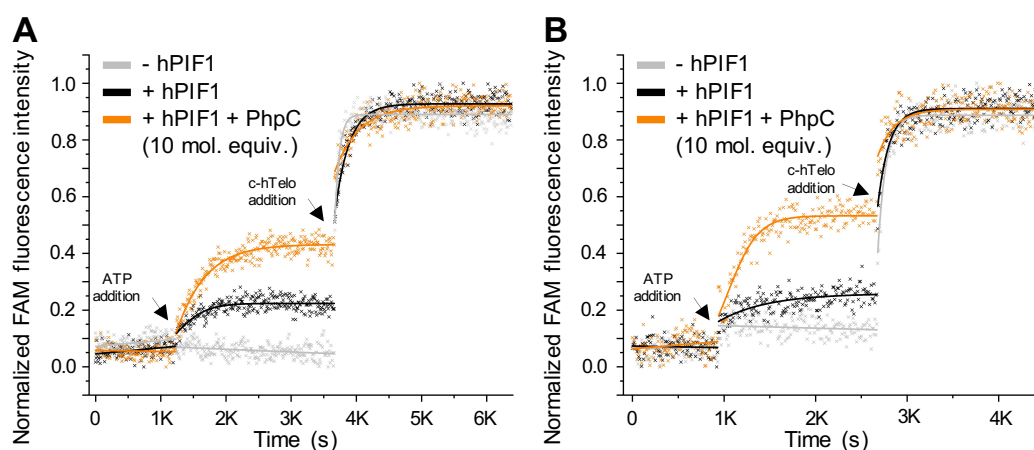 A
Normalized FAM fluorescence intensity
1.0
0.8
0.6
0.4
0.2
0.0
- hPIF1
+ hPIF1
+ hPIF1 + PhpC
(10 mol. equiv.)
c-hTelo
addition
ATP
addition
0
1K
2K
3K
4K
5K
6K
Time (s)
B
Normalized FAM fluorescence intensity
1.0
0.8
0.6
0.4
0.2
0.0
- hPIF1
+ hPIF1
+ hPIF1 + PhpC
(10 mol. equiv.)
c-hTelo
addition
ATP
addition
0
1K
2K
3K
4K
Time (s)